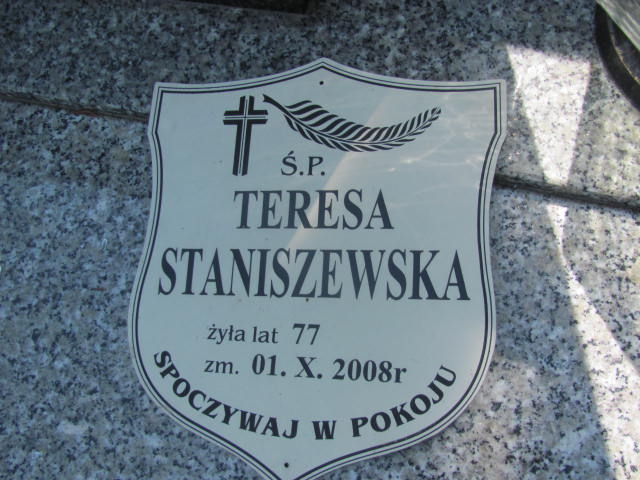 Ś.P.
TERESA
STANISZEWSKA
żyła lat 77
zm. 01. X. 2008r
SPOCZYWAJ W POKOJU